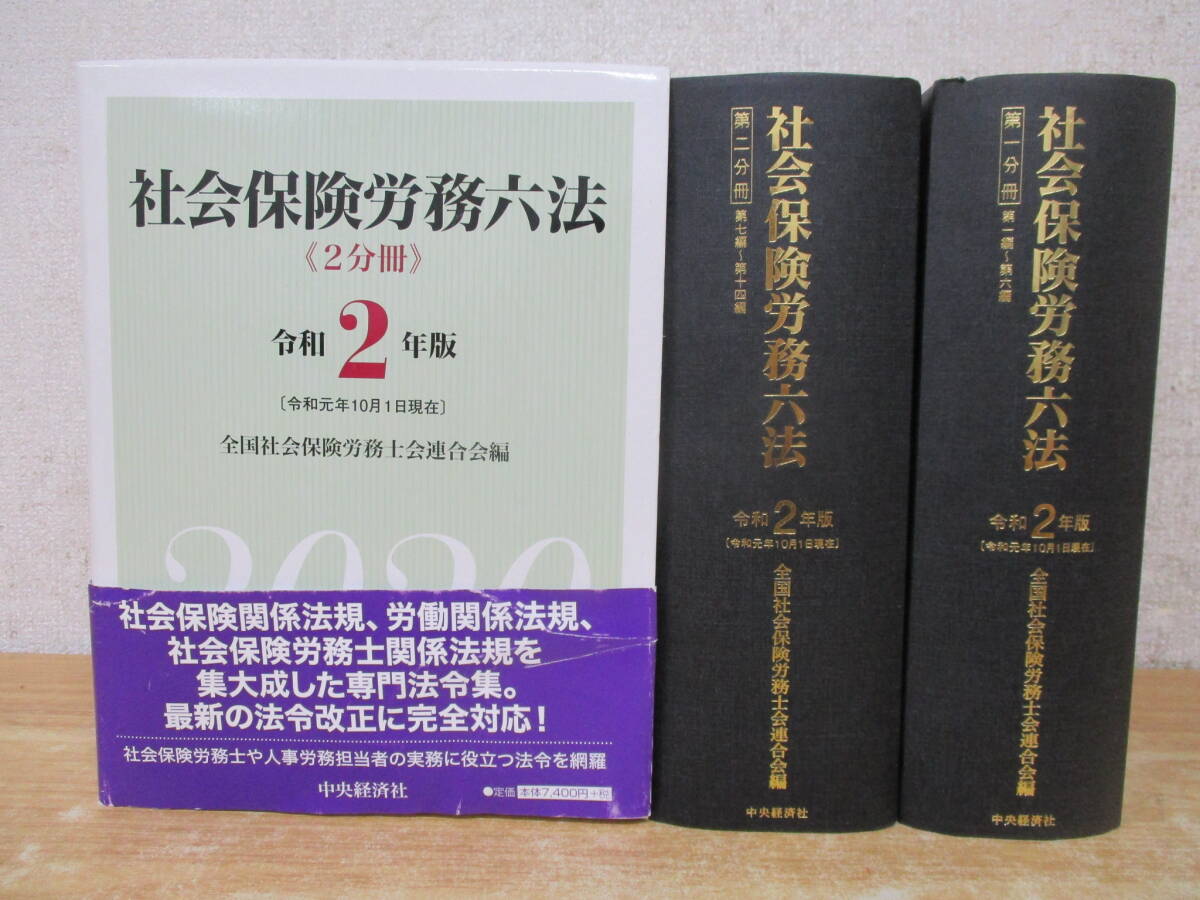 社会保険労務六法
《2分冊》
令和2年版
〔令和元年10月1日現在〕
全国社会保険労務士会連合会編
2020
社会保険関係法規、労働関係法規、
社会保険労務士関係法規を
集大成した専門法令集。
最新の法令改正に完全対応！
社会保険労務士や人事労務担当者の実務に役立つ法令を網羅
中央経済社
●定価 本体7,400円+税
社会保険労務六法
第二分冊
第七編～第十四編
令和2年版
〔令和元年10月1日現在〕
全国社会保険労務士会連合会編
中央経済社
社会保険労務六法
第一分冊
第一編～第六編
令和2年版
〔令和元年10月1日現在〕
全国社会保険労務士会連合会編
中央経済社